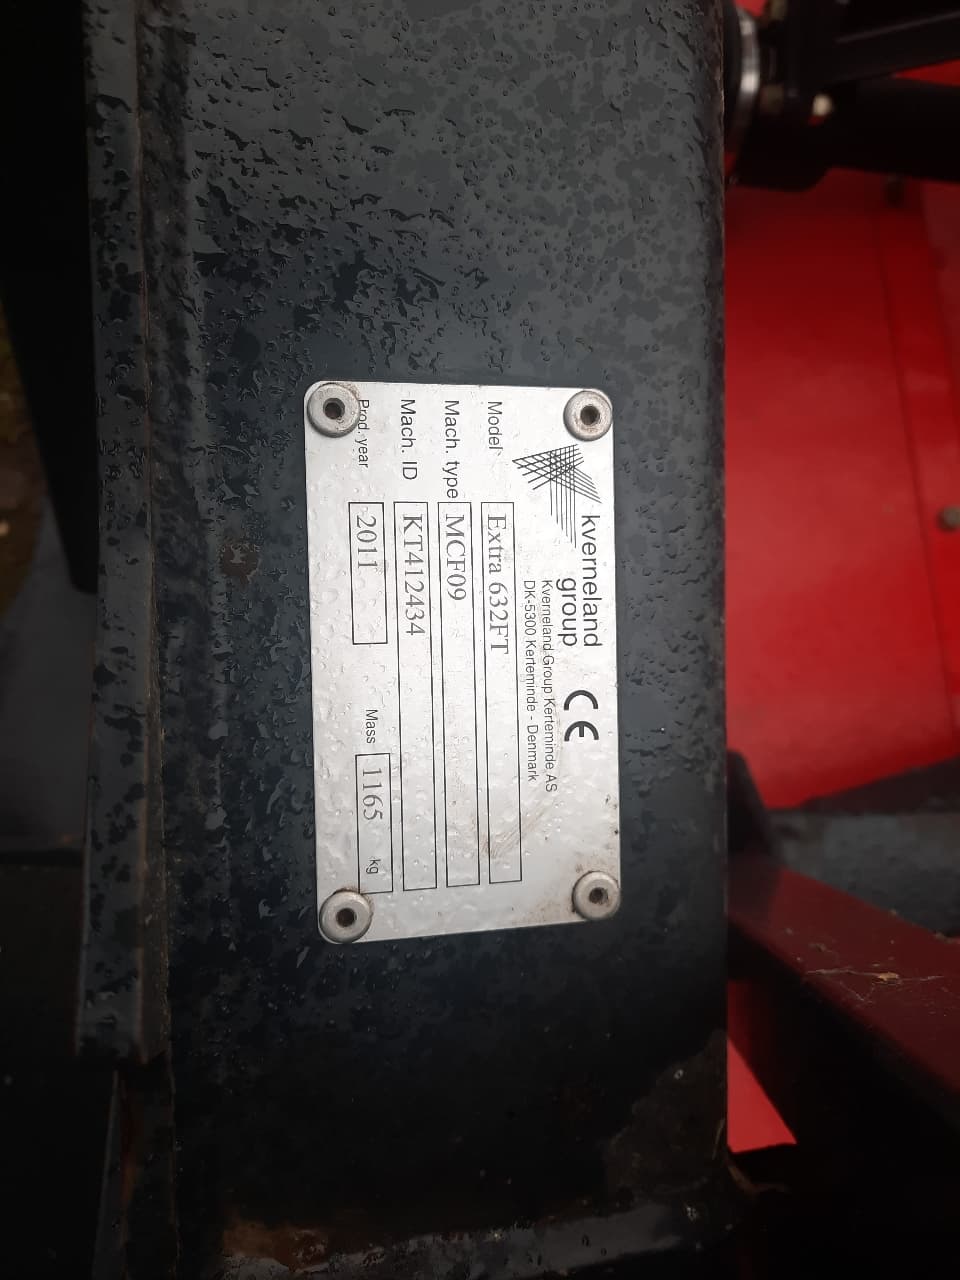 kverneland
group
CE
Kverneland Group Kerteminde AS
DK-5300 Kerteminde - Denmark
Model Extra 632FT
Mach. type MCF09
Mach. ID KT412434
Prod. year 2011 Mass 1165 kg